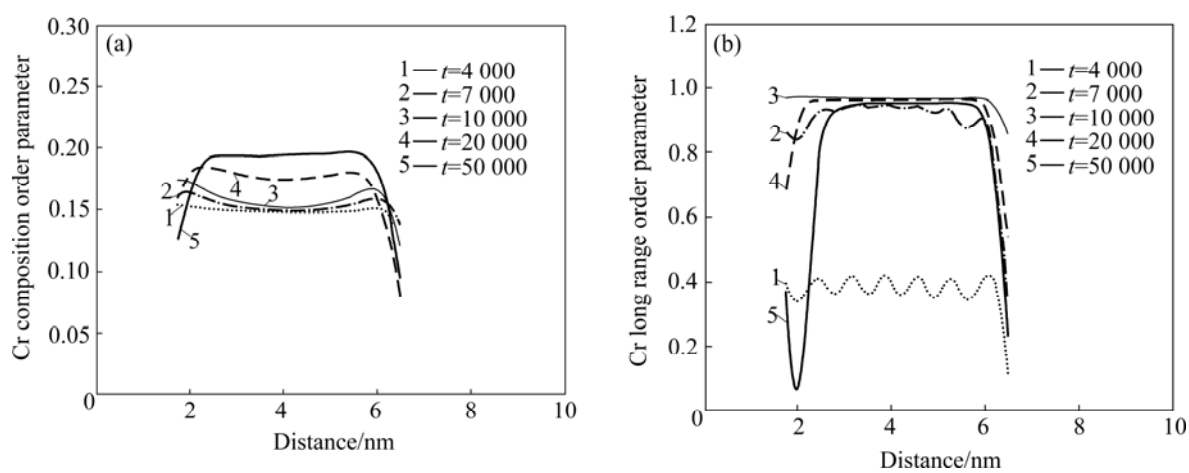 (a)
0.30
0.25
0.20
0.15
0.10
0.05
0
2
4
6
8
10
Cr composition order parameter
Distance/nm
1 t=4 000
2 t=7 000
3 t=10 000
4 t=20 000
5 t=50 000
2
1
5
4
3
(b)
1.2
1.0
0.8
0.6
0.4
0.2
0
2
4
6
8
10
Cr long range order parameter
Distance/nm
1 t=4 000
2 t=7 000
3 t=10 000
4 t=20 000
5 t=50 000
3
2
4
1
5